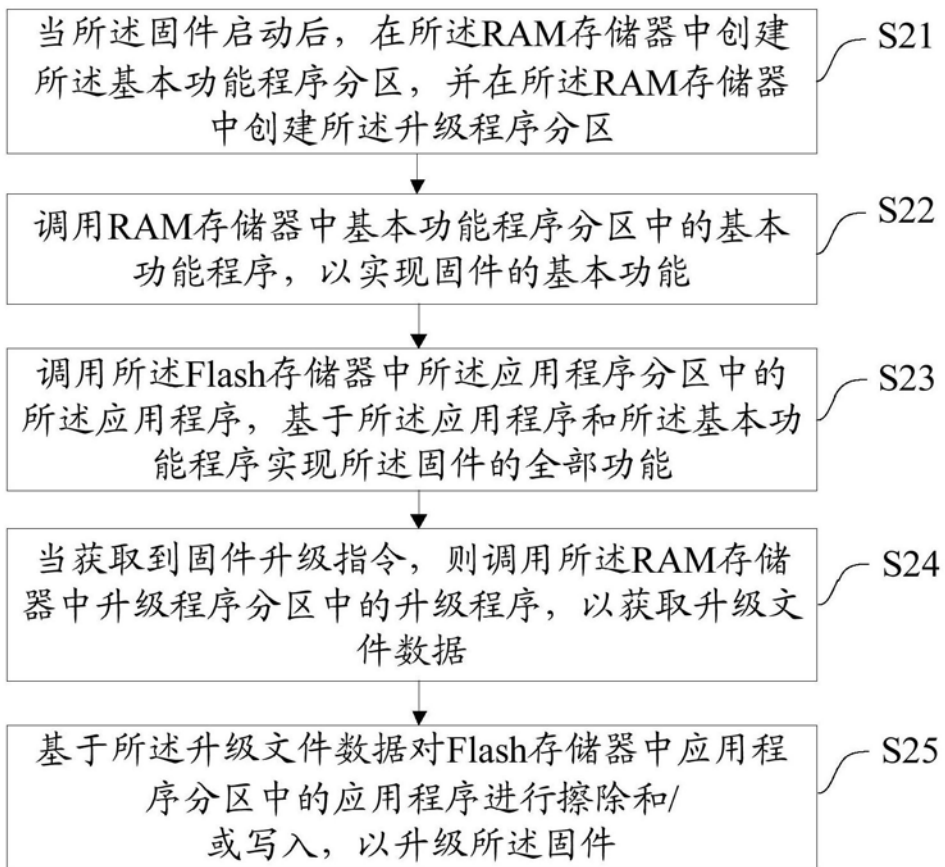 当所述固件启动后，在所述RAM存储器中创建
所述基本功能程序分区，并在所述RAM存储器
中创建所述升级程序分区
S21
调用RAM存储器中基本功能程序分区中的基本
功能程序，以实现固件的基本功能
S22
调用所述Flash存储器中所述应用程序分区中的
所述应用程序，基于所述应用程序和所述基本功
能程序实现所述固件的全部功能
S23
当获取到固件升级指令，则调用所述RAM存储
器中升级程序分区中的升级程序，以获取升级文
件数据
S24
基于所述升级文件数据对Flash存储器中应用程
序分区中的应用程序进行擦除和/
或写入，以升级所述固件
S25